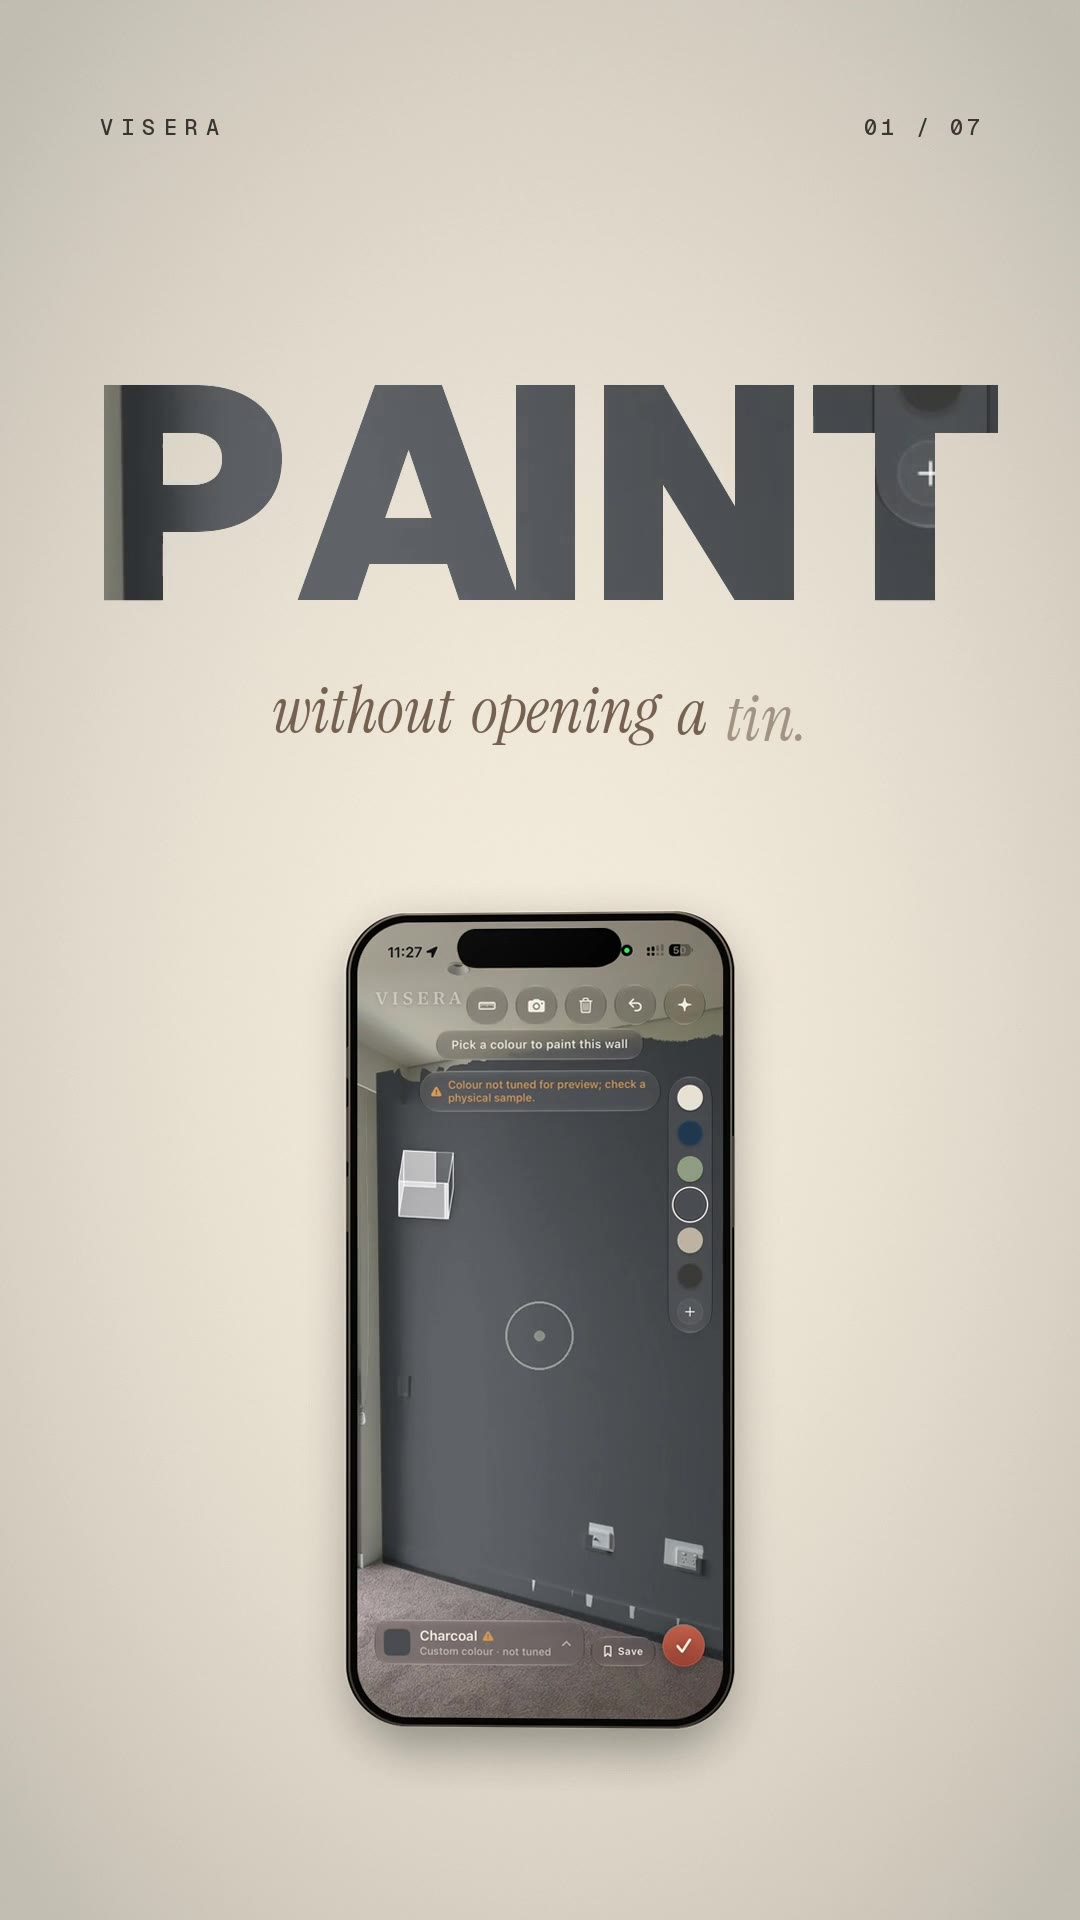 VISERA
01 / 07
PAINT
without opening a tin.
11:27
50
VISERA
Pick a colour to paint this wall
Colour not tuned for preview; check a
physical sample.
Charcoal
Custom colour · not tuned
Save